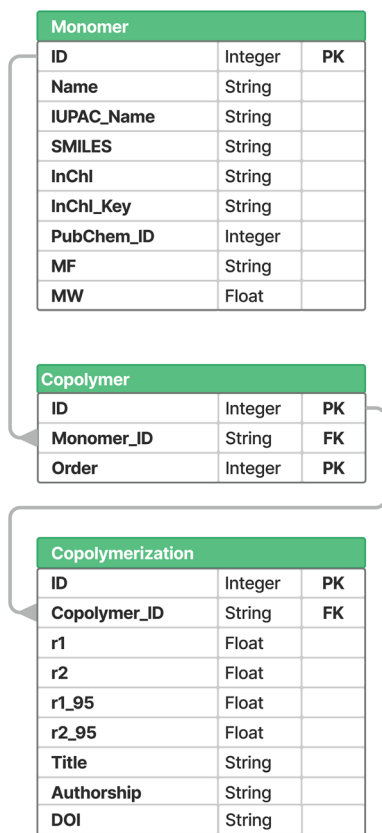 Monomer
ID Integer PK
Name String
IUPAC_Name String
SMILES String
InChI String
InChI_Key String
PubChem_ID Integer
MF String
MW Float
Copolymer
ID Integer PK
Monomer_ID String FK
Order Integer PK
Copolymerization
ID Integer PK
Copolymer_ID String FK
r1 Float
r2 Float
r1_95 Float
r2_95 Float
Title String
Authorship String
DOI String